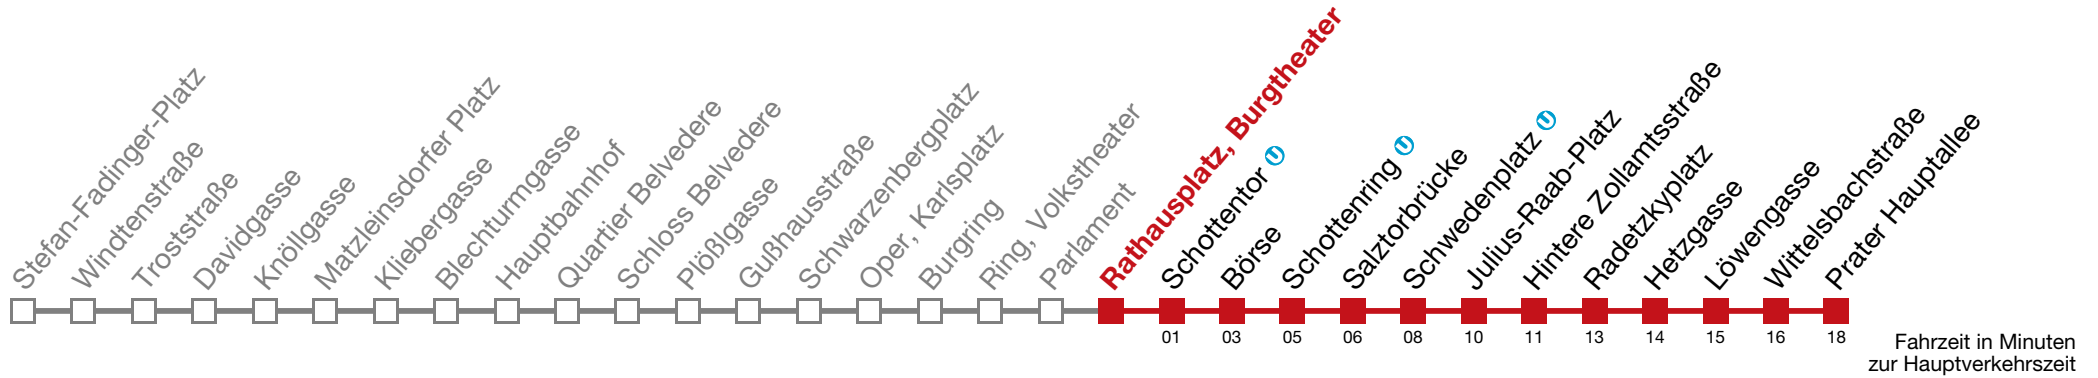 Stefan-Fadinger-Platz
Windtenstraße
Troststraße
Davidgasse
Knöllgasse
Matzleinsdorfer Platz
Kliebergasse
Blechturmgasse
Hauptbahnhof
Quartier Belvedere
Schloss Belvedere
Plößlgasse
Gußhausstraße
Schwarzenbergplatz
Oper, Karlsplatz
Burgring
Ring, Volkstheater
Parlament
Rathausplatz, Burgtheater
Schottentor U
Börse
Schottenring U
Salztorbrücke
Schwedenplatz U
Julius-Raab-Platz
Hintere Zollamtsstraße
Radetzkyplatz
Hetzgasse
Löwengasse
Wittelsbachstraße
Prater Hauptallee
01 03 05 06 08 10 11 13 14 15 16 18
Fahrzeit in Minuten
zur Hauptverkehrszeit